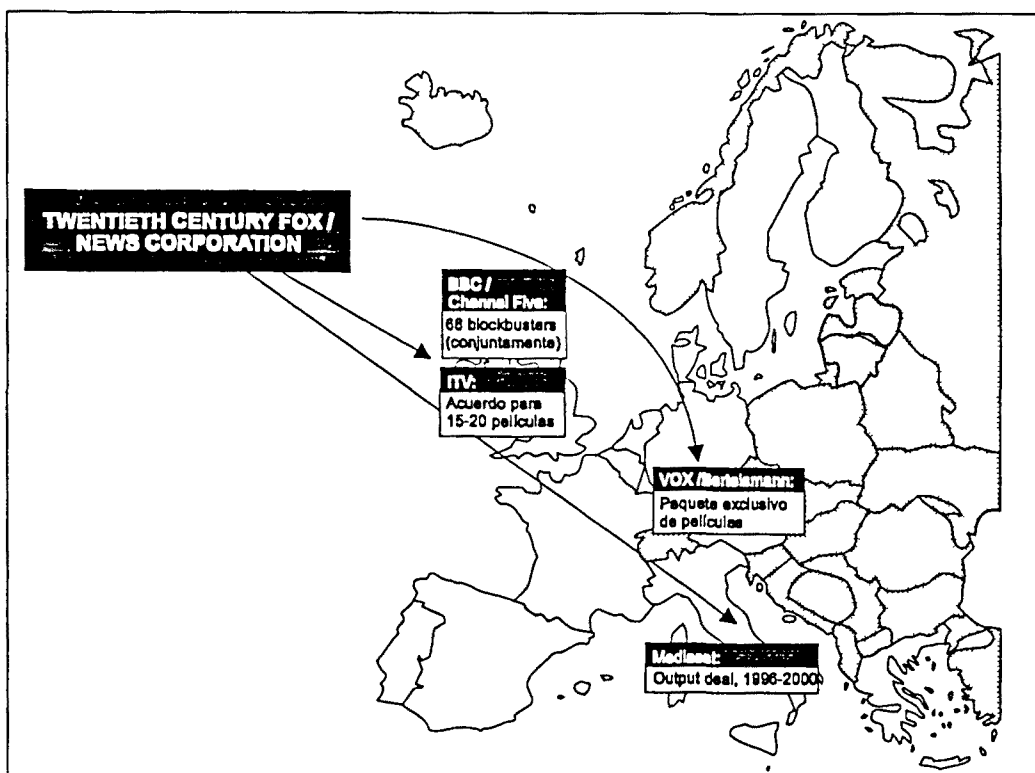 TWENTIETH CENTURY FOX /
NEWS CORPORATION
BBC /
Channel Five:
68 blockbusters
(conjuntamente)
ITV:
Acuerdo para
15-20 películas
VOX /Bertelsmann:
Paquete exclusivo
de películas
Mediaset:
Output deal, 1996-2000